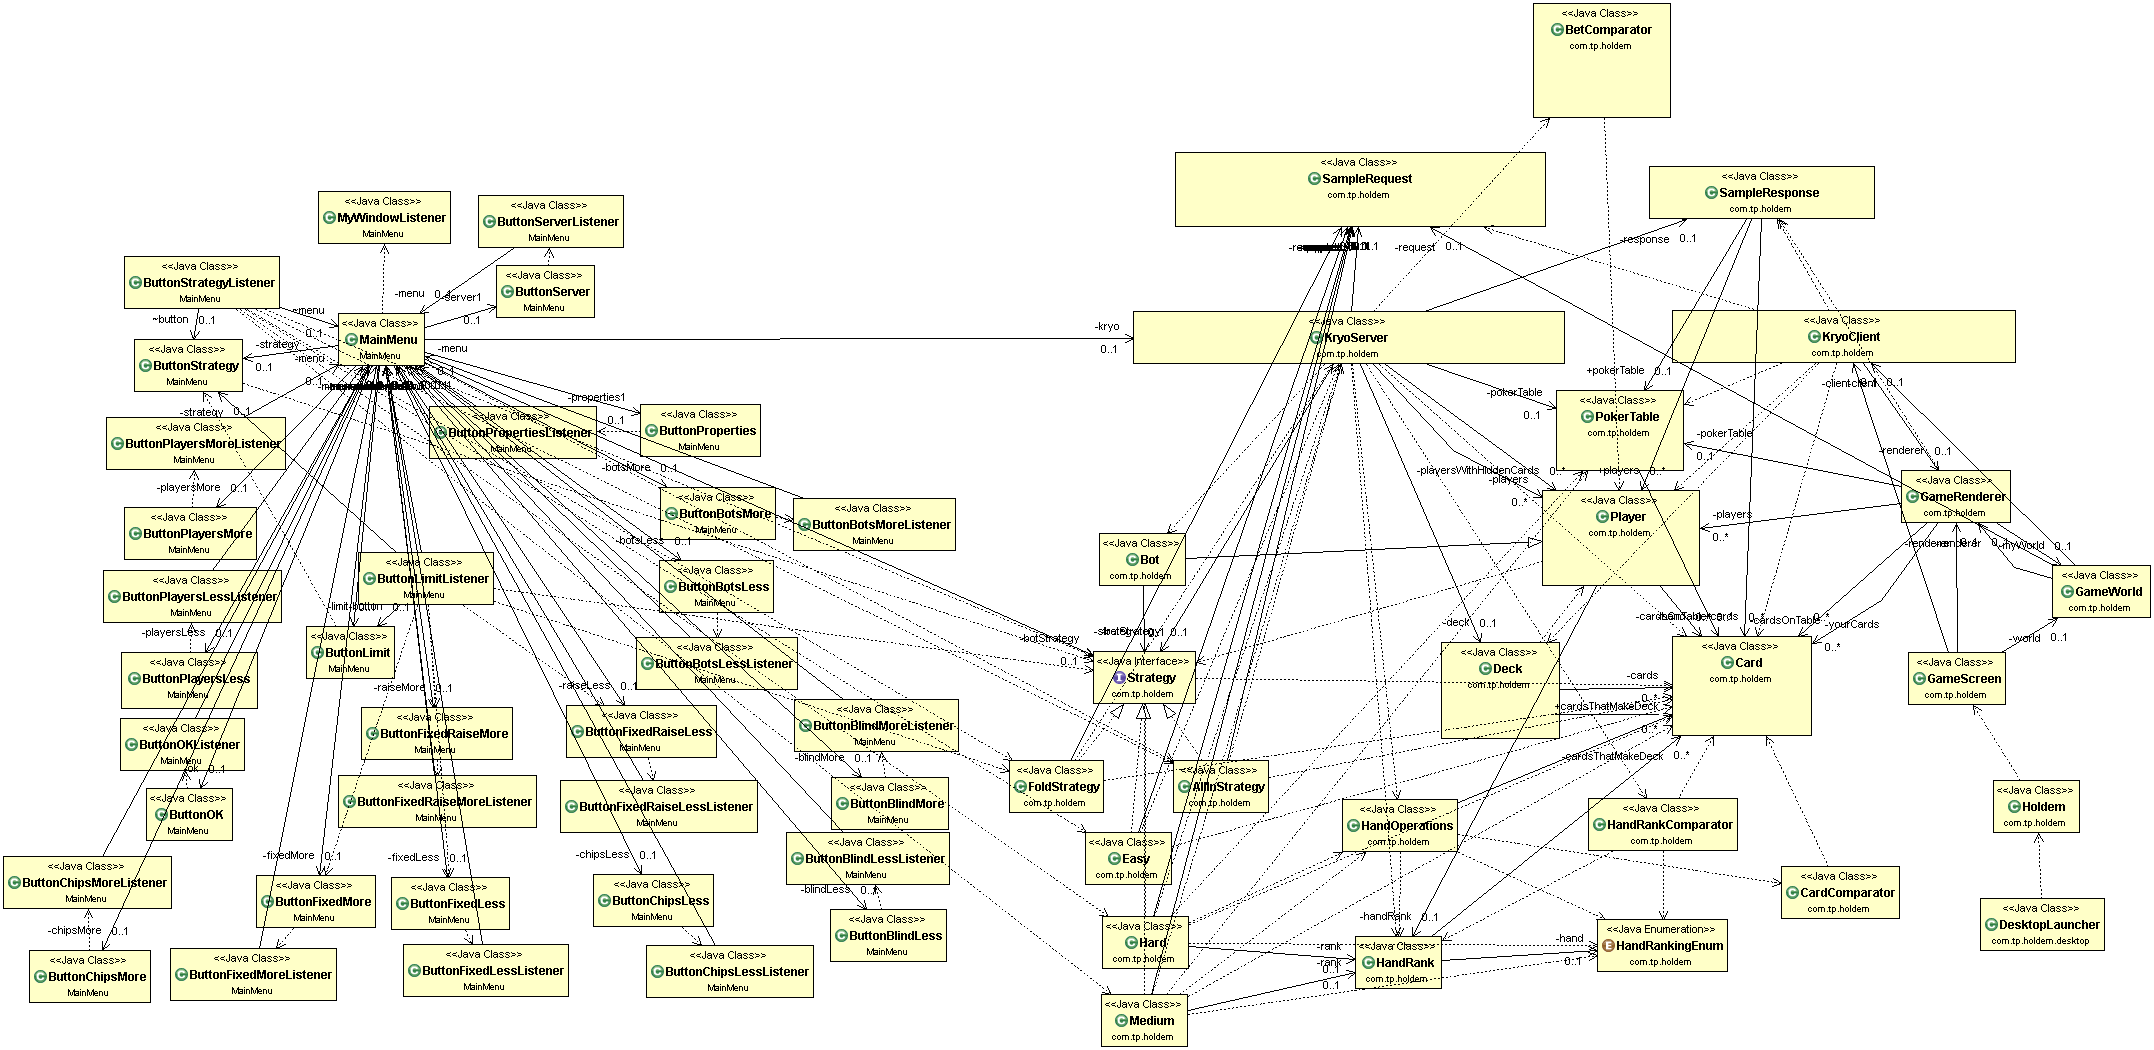 <<Java Class>>
BetComparator
com.tp.holdem
<<Java Class>>
SampleRequest
com.tp.holdem
<<Java Class>>
SampleResponse
com.tp.holdem
<<Java Class>>
MyWindowListener
MainMenu
<<Java Class>>
ButtonServerListener
MainMenu
-request 0..1
-response 0..1
<<Java Class>>
ButtonStrategyListener
MainMenu
<<Java Class>>
ButtonServer
MainMenu
-menu
-server1
0..1
~menu
0..1
~button
0..1
<<Java Class>>
MainMenu
MainMenu
-kryo
0..1
<<Java Class>>
KryoServer
com.tp.holdem
<<Java Class>>
KryoClient
com.tp.holdem
<<Java Class>>
ButtonStrategy
MainMenu
-strategy
0..1
-menu
0..1
-menu
+pokerTable 0..1
-pokerTable
0..1
<<Java Class>>
PokerTable
com.tp.holdem
-pokerTable
0..1
-strategy 0..1
-properties1
0..1
<<Java Class>>
ButtonPropertiesListener
MainMenu
<<Java Class>>
ButtonProperties
MainMenu
<<Java Class>>
ButtonPlayersMoreListener
MainMenu
-playersMore 0..1
<<Java Class>>
ButtonPlayersMore
MainMenu
-botsMore 0..1
<<Java Class>>
ButtonBotsMore
MainMenu
<<Java Class>>
ButtonBotsMoreListener
MainMenu
-playersWithHiddenCards 0..*
-players
0..*
+players 0..*
<<Java Class>>
Player
com.tp.holdem
-renderer
0..1
<<Java Class>>
GameRenderer
com.tp.holdem
-players
0..*
-myWorld
0..1
<<Java Class>>
Bot
com.tp.holdem
<<Java Class>>
GameWorld
com.tp.holdem
-botsLess 0..1
<<Java Class>>
ButtonBotsLess
MainMenu
<<Java Class>>
ButtonLimitListener
MainMenu
<<Java Class>>
ButtonPlayersLessListener
MainMenu
-playersLess 0..1
<<Java Class>>
ButtonPlayersLess
MainMenu
-limit
-button
0..1
<<Java Class>>
ButtonLimit
MainMenu
<<Java Class>>
ButtonBotsLessListener
MainMenu
-botStrategy
0..1
<<Java Interface>>
Strategy
com.tp.holdem
-deck 0..1
<<Java Class>>
Deck
com.tp.holdem
-cardsOnTable
0..*
-yourCards
0..*
<<Java Class>>
Card
com.tp.holdem
-world
0..1
<<Java Class>>
GameScreen
com.tp.holdem
-cards
0..*
+cardsThatMakeDeck
0..*
-raiseMore 0..1
<<Java Class>>
ButtonFixedRaiseMore
MainMenu
-raiseLess 0..1
<<Java Class>>
ButtonFixedRaiseLess
MainMenu
<<Java Class>>
ButtonBlindMoreListener
MainMenu
-blindMore 0..1
<<Java Class>>
ButtonBlindMore
MainMenu
<<Java Class>>
ButtonOKListener
MainMenu
-ok 0..1
<<Java Class>>
ButtonOK
MainMenu
<<Java Class>>
ButtonFixedRaiseMoreListener
MainMenu
<<Java Class>>
ButtonFixedRaiseLessListener
MainMenu
<<Java Class>>
FoldStrategy
com.tp.holdem
<<Java Class>>
AllInStrategy
com.tp.holdem
-cardsThatMakeDeck
0..*
1
<<Java Class>>
HandOperations
com.tp.holdem
<<Java Class>>
HandRankComparator
com.tp.holdem
<<Java Class>>
Holdem
com.tp.holdem
<<Java Class>>
Easy
com.tp.holdem
<<Java Class>>
ButtonBlindLessListener
MainMenu
-blindLess 0..1
<<Java Class>>
ButtonBlindLess
MainMenu
<<Java Class>>
ButtonChipsMoreListener
MainMenu
-chipsMore 0..1
<<Java Class>>
ButtonChipsMore
MainMenu
-fixedMore 0..1
<<Java Class>>
ButtonFixedMore
MainMenu
-fixedLess 0..1
<<Java Class>>
ButtonFixedLess
MainMenu
-chipsLess 0..1
<<Java Class>>
ButtonChipsLess
MainMenu
<<Java Class>>
ButtonFixedMoreListener
MainMenu
<<Java Class>>
ButtonFixedLessListener
MainMenu
<<Java Class>>
ButtonChipsLessListener
MainMenu
<<Java Class>>
CardComparator
com.tp.holdem
<<Java Class>>
DesktopLauncher
com.tp.holdem.desktop
<<Java Class>>
Hard
com.tp.holdem
-handRank 0..1
-rank
0..1
-rank
0..1
<<Java Class>>
HandRank
com.tp.holdem
-hand
0..1
<<Java Enumeration>>
HandRankingEnum
com.tp.holdem
<<Java Class>>
Medium
com.tp.holdem